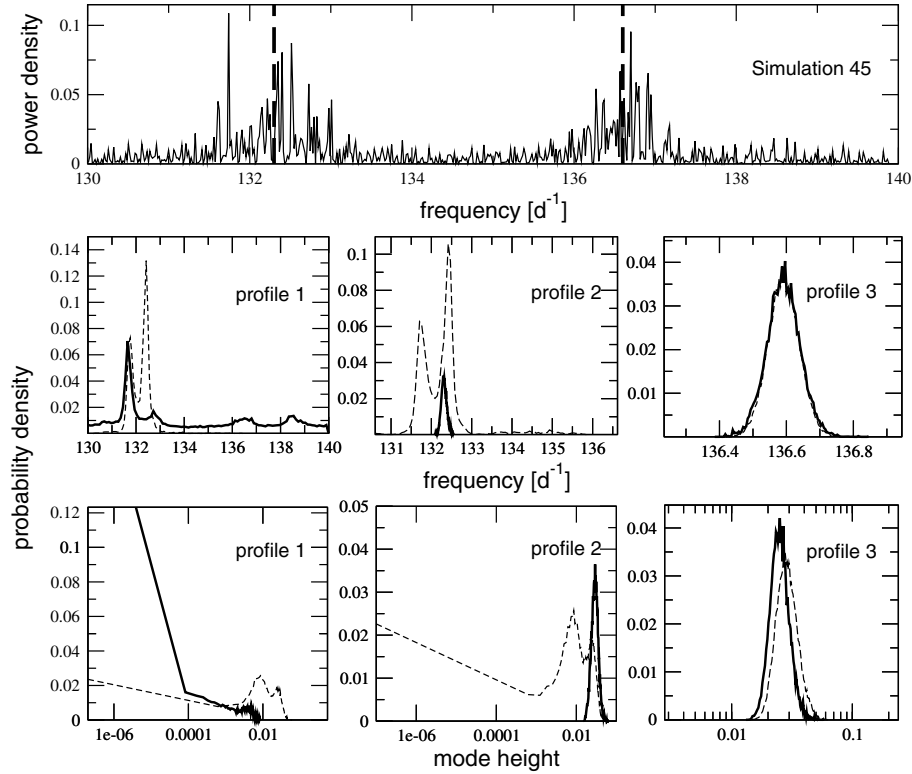 power density
0.1
0.05
0
Simulation 45
130 132 134 136 138 140
frequency [d⁻¹]
probability density
0.14
0.12
0.1
0.08
0.06
0.04
0.02
profile 1
130 131 132 133 134 135 136 137 138 139 140
0.1
0.08
0.06
0.04
0.02
profile 2
131 132 133 134 135 136
0.04
0.03
0.02
0.01
profile 3
136.4 136.6 136.8
frequency [d⁻¹]
0.12
0.1
0.08
0.06
0.04
0.02
0
profile 1
1e-06 0.0001 0.01
0.05
0.04
0.03
0.02
0.01
0
profile 2
1e-06 0.0001 0.01
0.04
0.03
0.02
0.01
0
profile 3
0.01 0.1
mode height